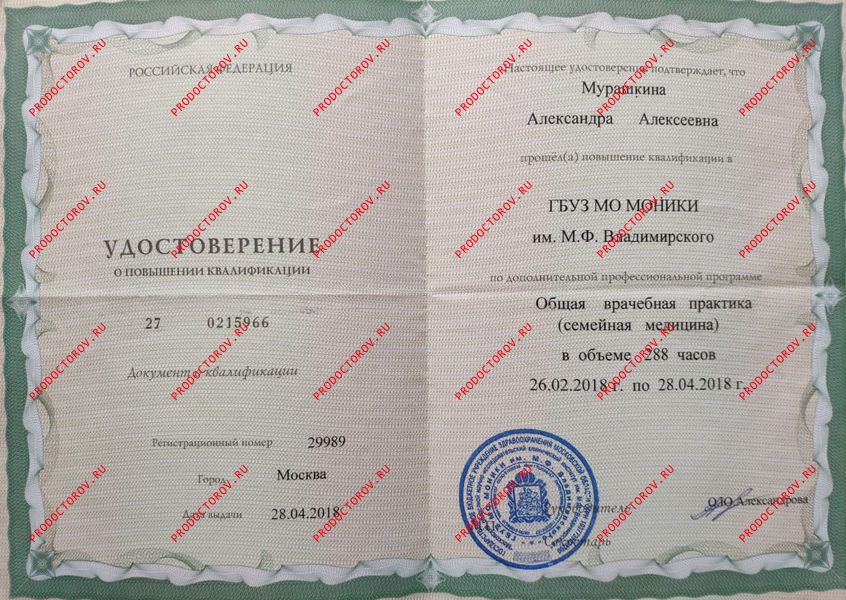 РОССИЙСКАЯ ФЕДЕРАЦИЯ
УДОСТОВЕРЕНИЕ
О ПОВЫШЕНИИ КВАЛИФИКАЦИИ
27 0215966
Документ о квалификации
Регистрационный номер 29989
Город Москва
Дата выдачи 28.04.2018
Настоящее удостоверение подтверждает, что
Мурашкина
Александра Алексеевна
прошёл(а) повышение квалификации в
ГБУЗ МО МОНИКИ
им. М.Ф. Владимирского
по дополнительной профессиональной программе
Общая врачебная практика
(семейная медицина)
в объеме 288 часов
26.02.2018 г. по 28.04.2018 г.
Руководитель
О.Ю.Александрова
Секретарь
PRODOCTOROV.RU